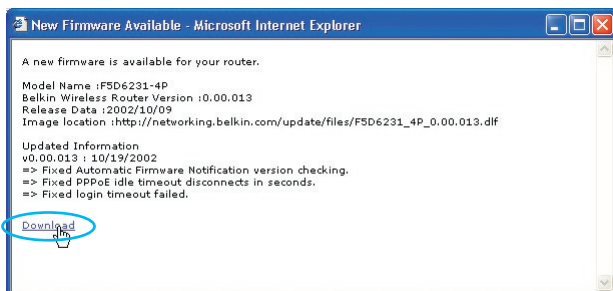 New Firmware Available - Microsoft Internet Explorer
A new firmware is available for your router.
Model Name :F5D6231-4P
Belkin Wireless Router Version :0.00.013
Release Data :2002/10/09
Image location :http://networking.belkin.com/update/files/F5D6231_4P_0.00.013.dlf
Updated Information
v0.00.013 : 10/19/2002
=> Fixed Automatic Firmware Notification version checking.
=> Fixed PPPoE idle timeout disconnects in seconds.
=> Fixed login timeout failed.
Download